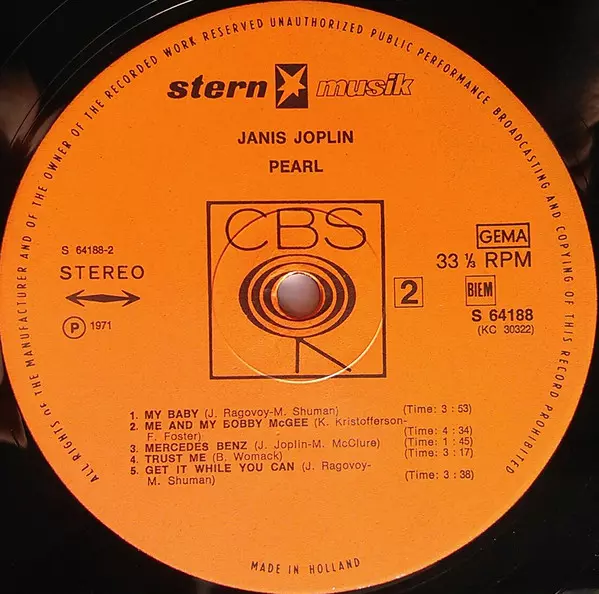 ALL RIGHTS OF THE MANUFACTURER AND OF THE OWNER OF THE RECORDED WORK RESERVED UNAUTHORIZED PUBLIC PERFORMANCE BROADCASTING AND COPYING OF THIS RECORD PROHIBITED
stern musik
JANIS JOPLIN
PEARL
CBS
S 64188-2
STEREO
P 1971
GEMA
33 ⅓ RPM
2
BIEM
S 64188
(KC 30322)
1. MY BABY (J. Ragovoy-M. Shuman) (Time: 3 : 53)
2. ME AND MY BOBBY McGEE (K. Kristofferson-
F. Foster) (Time: 4 : 34)
3. MERCEDES BENZ (J. Joplin-M. McClure) (Time: 1 : 45)
4. TRUST ME (B. Womack) (Time: 3 : 17)
5. GET IT WHILE YOU CAN (J. Ragovoy-
M. Shuman) (Time: 3 : 38)
MADE IN HOLLAND